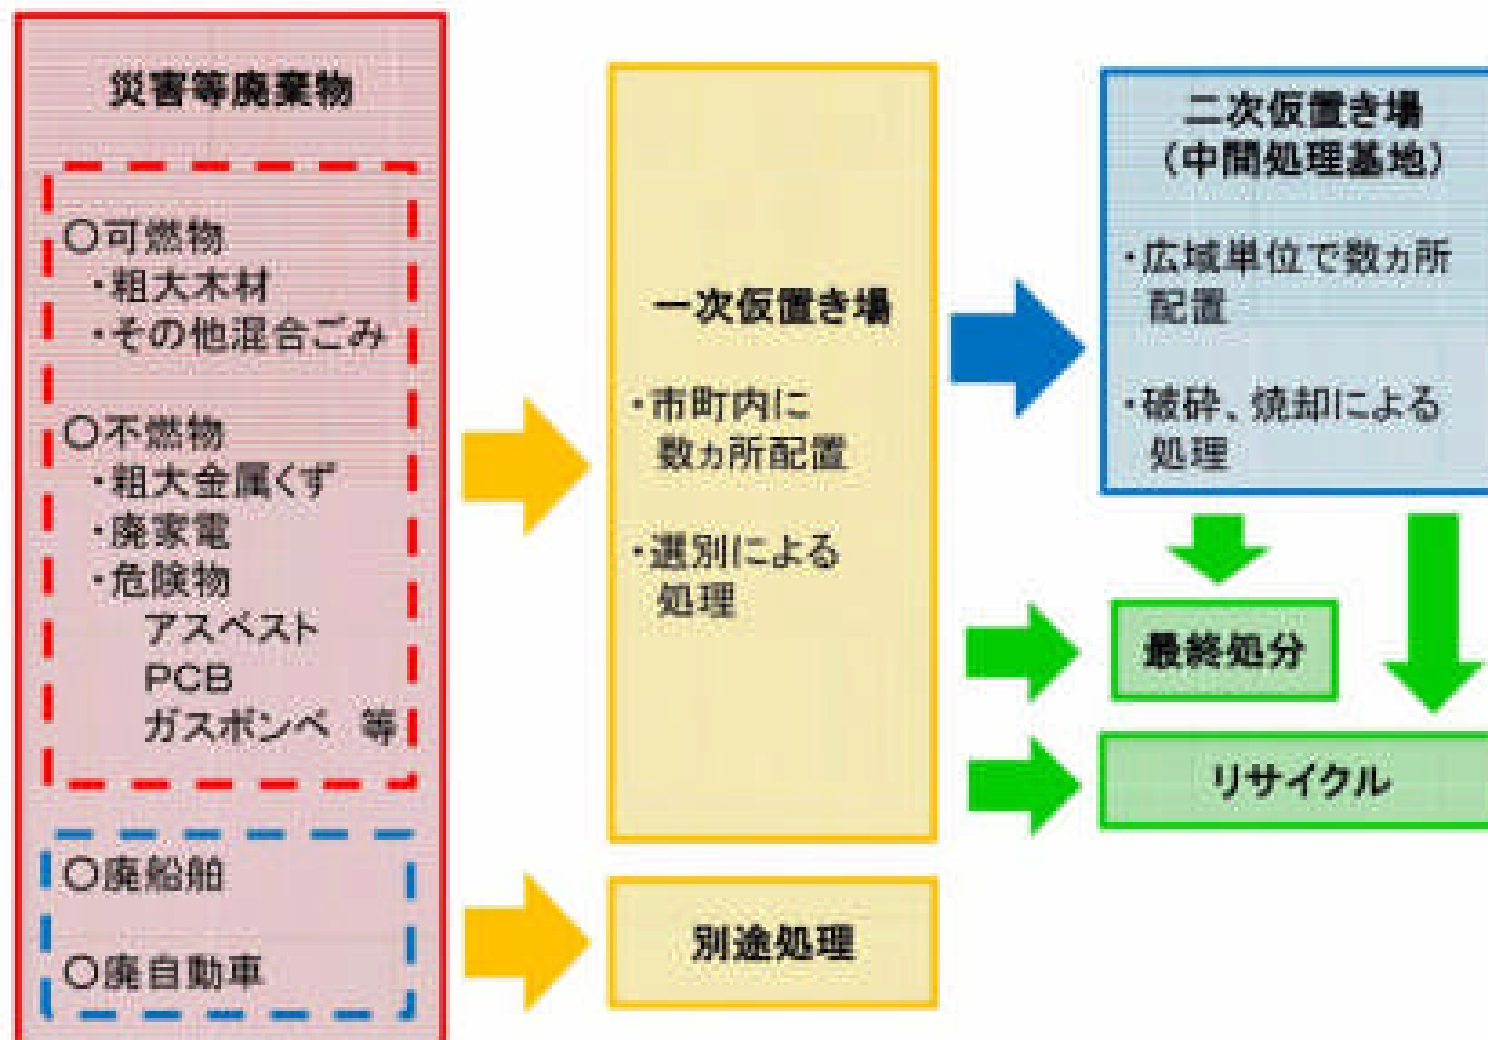 災害等廃棄物
〇可燃物
・粗大木材
・その他混合ごみ
〇不燃物
・粗大金属くず
・廃家電
・危険物
アスベスト
PCB
ガスボンベ 等
〇廃船舶
〇廃自動車
一次仮置き場
・市町内に
数ヵ所配置
・選別による
処理
別途処理
二次仮置き場
(中間処理基地)
・広域単位で数ヵ所
配置
・破砕、焼却による
処理
最終処分
リサイクル